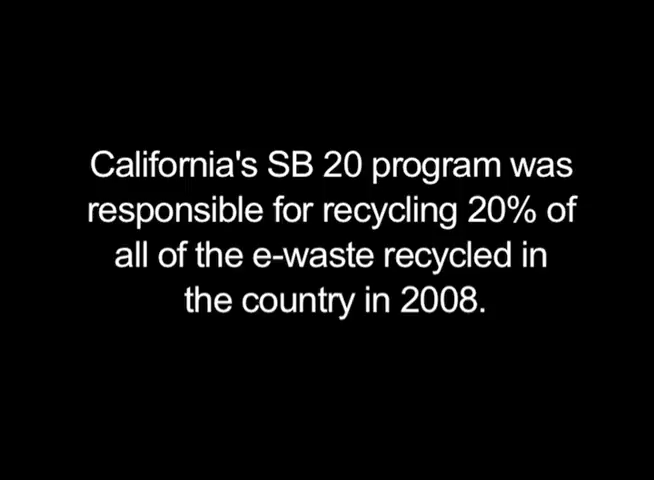 California's SB 20 program was
responsible for recycling 20% of
all of the e-waste recycled in
the country in 2008.